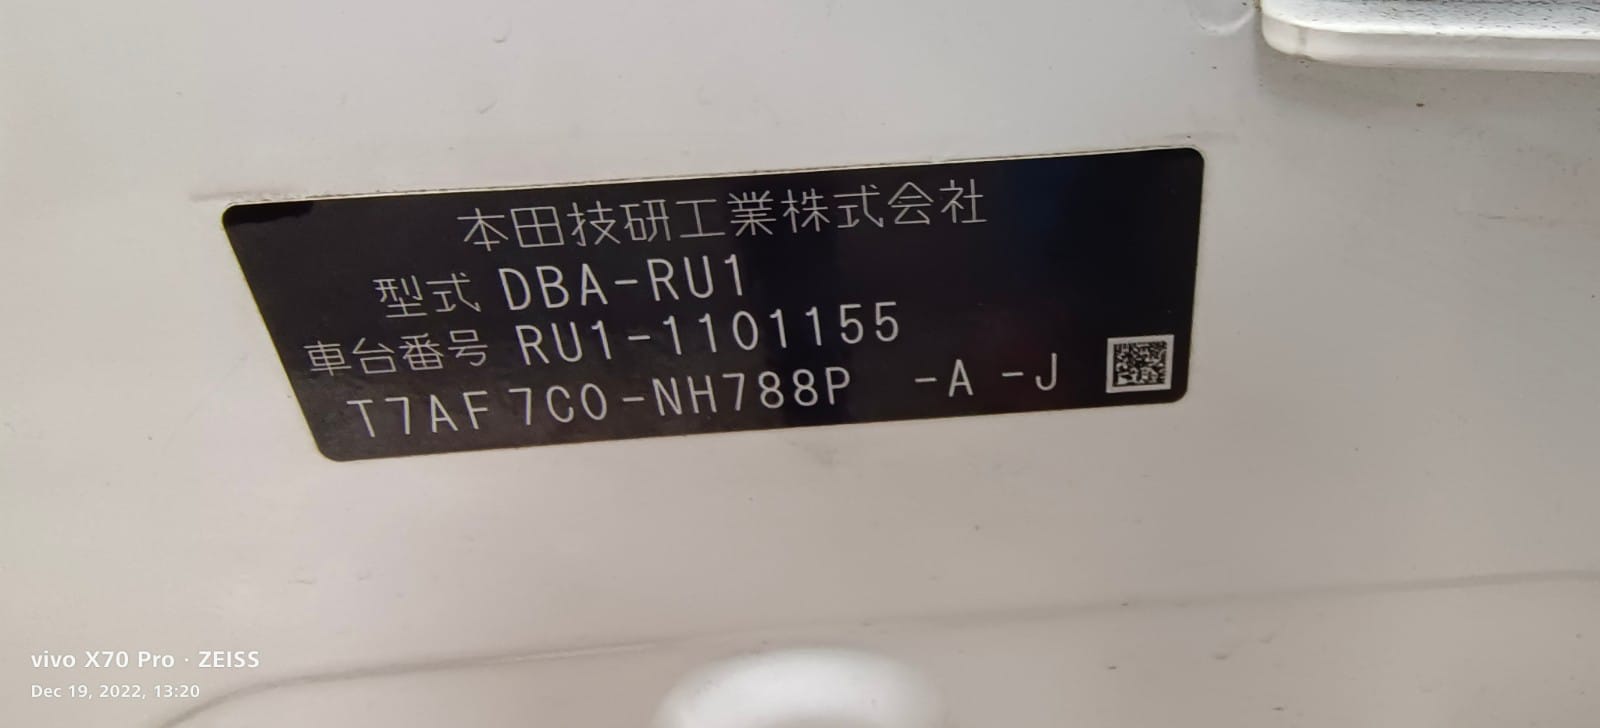 本田技研工業株式会社
型式 DBA-RU1
車台番号 RU1-1101155
T7AF7C0-NH788P -A -J
vivo X70 Pro · ZEISS
Dec 19, 2022, 13:20